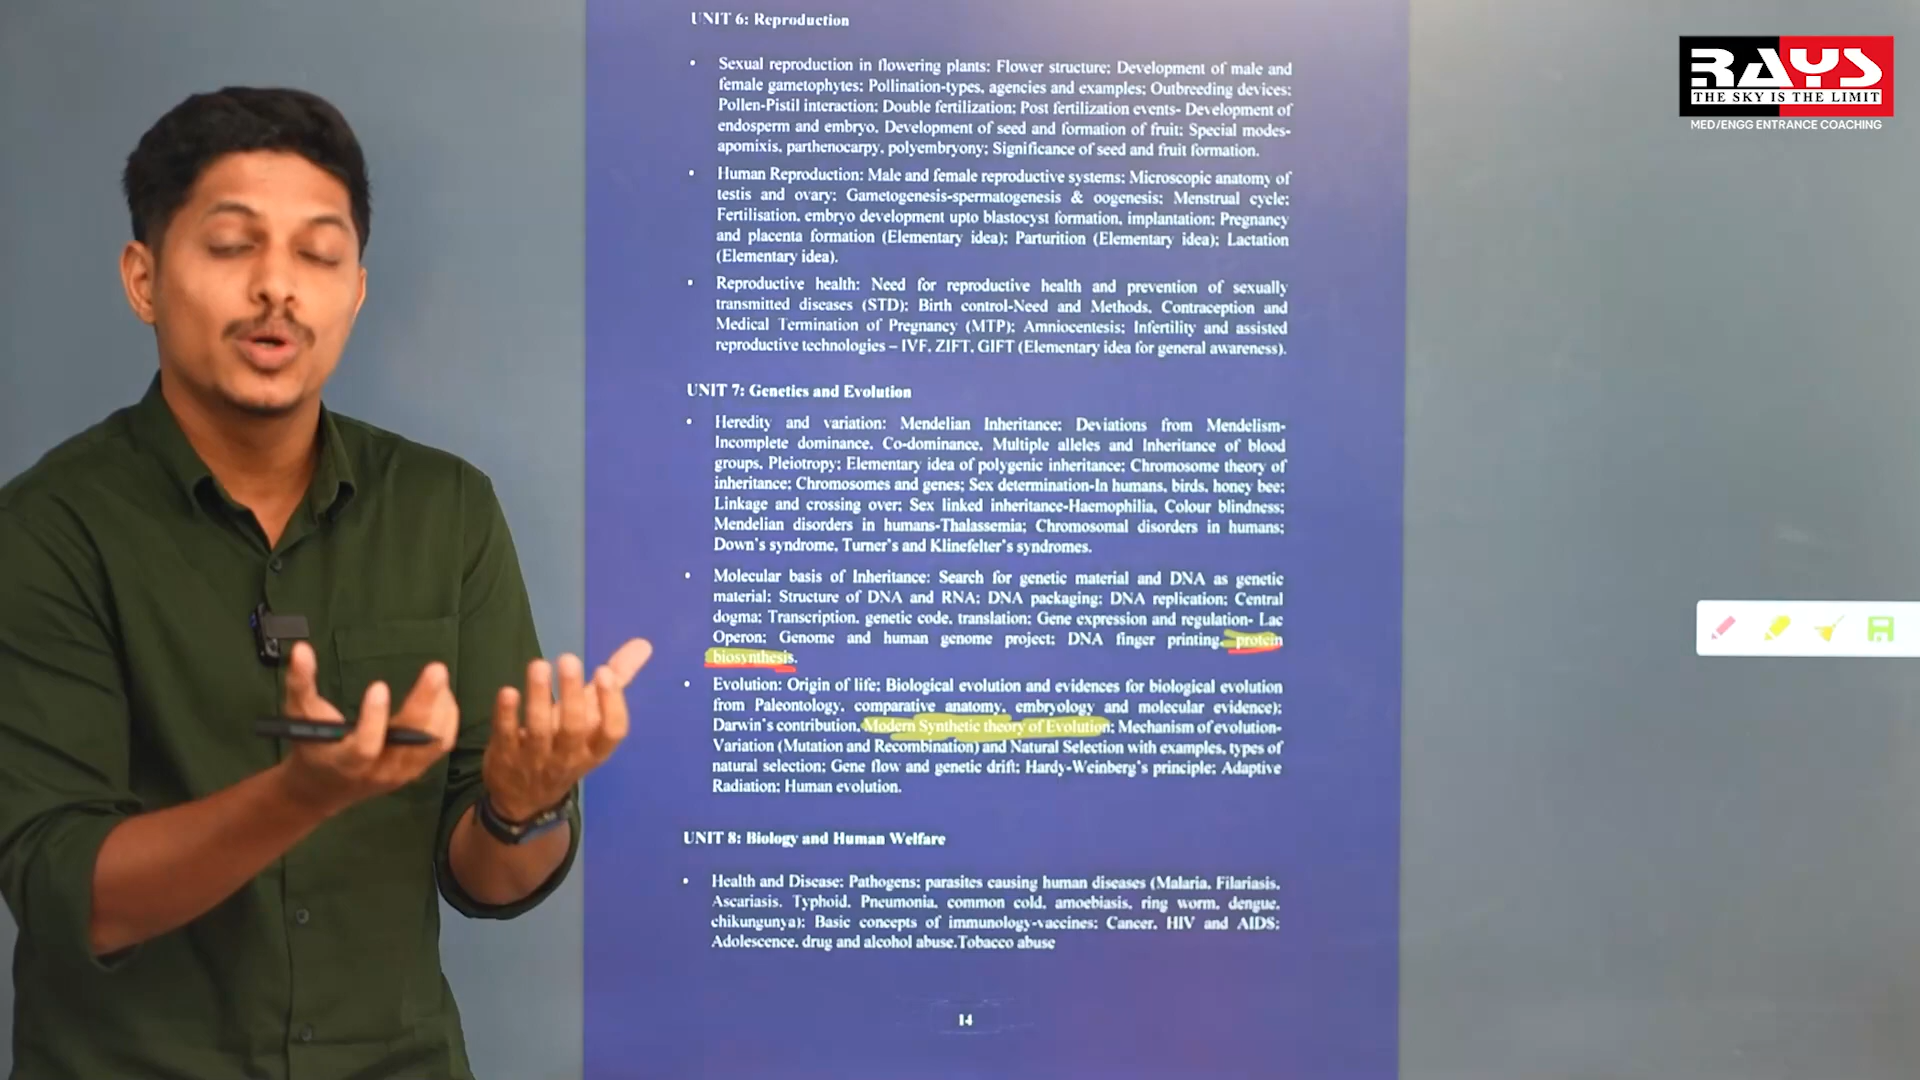 UNIT 6: Reproduction
RAYS
THE SKY IS THE LIMIT
MED/ENGG ENTRANCE COACHING
• Sexual reproduction in flowering plants: Flower structure; Development of male and
female gametophytes; Pollination-types, agencies and examples; Outbreeding devices;
Pollen-Pistil interaction; Double fertilization; Post fertilization events- Development of
endosperm and embryo, Development of seed and formation of fruit; Special modes-
apomixis, parthenocarpy, polyembryony; Significance of seed and fruit formation.
• Human Reproduction: Male and female reproductive systems; Microscopic anatomy of
testis and ovary; Gametogenesis-spermatogenesis & oogenesis; Menstrual cycle;
Fertilisation, embryo development upto blastocyst formation, implantation; Pregnancy
and placenta formation (Elementary idea); Parturition (Elementary idea); Lactation
(Elementary idea).
• Reproductive health: Need for reproductive health and prevention of sexually
transmitted diseases (STD); Birth control-Need and Methods, Contraception and
Medical Termination of Pregnancy (MTP); Amniocentesis; Infertility and assisted
reproductive technologies – IVF, ZIFT, GIFT (Elementary idea for general awareness).
UNIT 7: Genetics and Evolution
• Heredity and variation: Mendelian Inheritance; Deviations from Mendelism-
Incomplete dominance, Co-dominance, Multiple alleles and Inheritance of blood
groups, Pleiotropy; Elementary idea of polygenic inheritance; Chromosome theory of
inheritance; Chromosomes and genes; Sex determination-In humans, birds, honey bee;
Linkage and crossing over; Sex linked inheritance-Haemophilia, Colour blindness;
Mendelian disorders in humans-Thalassemia; Chromosomal disorders in humans;
Down's syndrome, Turner's and Klinefelter's syndromes.
• Molecular basis of Inheritance: Search for genetic material and DNA as genetic
material; Structure of DNA and RNA; DNA packaging; DNA replication; Central
dogma; Transcription, genetic code, translation; Gene expression and regulation- Lac
Operon; Genome and human genome project; DNA finger printing, protein
biosynthesis.
• Evolution: Origin of life; Biological evolution and evidences for biological evolution
from Paleontology, comparative anatomy, embryology and molecular evidence);
Darwin's contribution, Modern Synthetic theory of Evolution; Mechanism of evolution-
Variation (Mutation and Recombination) and Natural Selection with examples, types of
natural selection; Gene flow and genetic drift; Hardy-Weinberg's principle; Adaptive
Radiation; Human evolution.
UNIT 8: Biology and Human Welfare
• Health and Disease; Pathogens; parasites causing human diseases (Malaria, Filariasis,
Ascariasis, Typhoid, Pneumonia, common cold, amoebiasis, ring worm, dengue,
chikungunya); Basic concepts of immunology-vaccines; Cancer, HIV and AIDS;
Adolescence, drug and alcohol abuse.Tobacco abuse
14